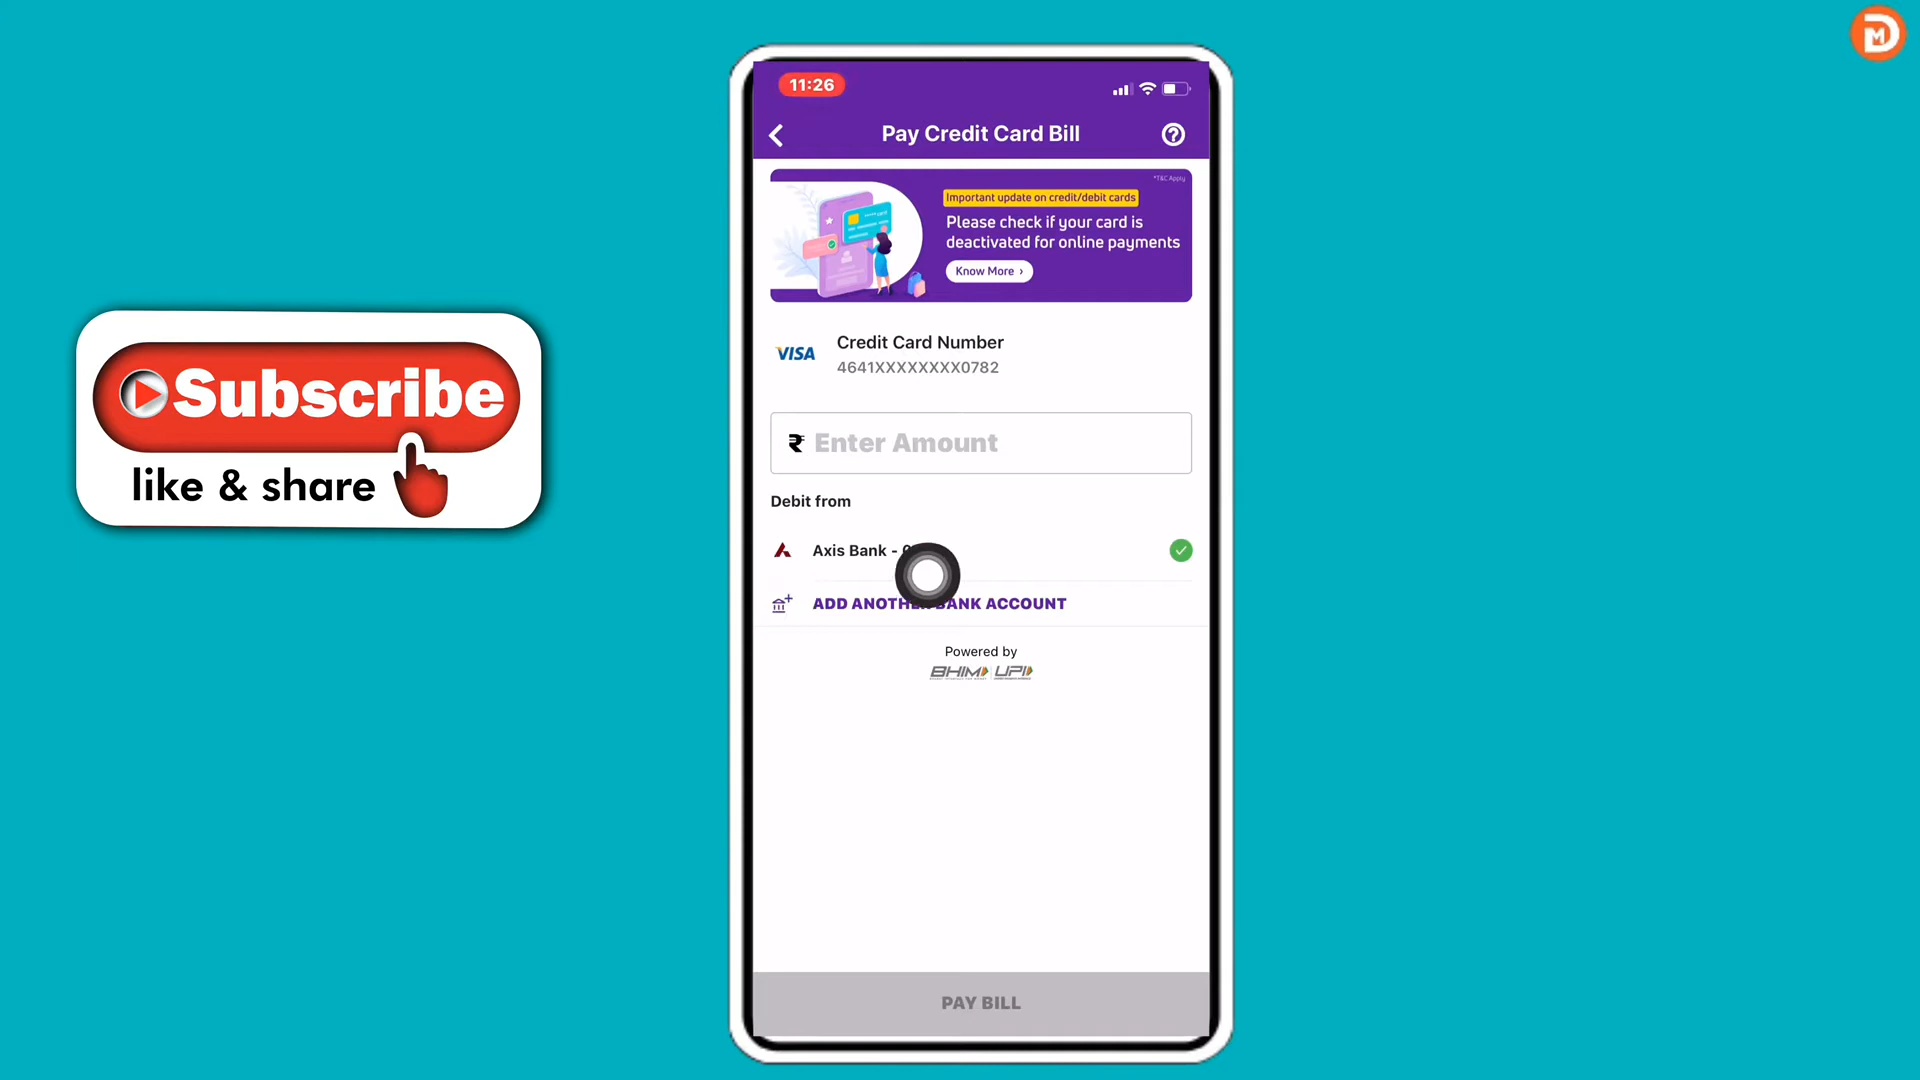 11:26
Pay Credit Card Bill
*T&C Apply
Important update on credit/debit cards
Please check if your card is
deactivated for online payments
Know More ›
VISA
Credit Card Number
4641XXXXXXXX0782
₹ Enter Amount
Debit from
Axis Bank -
ADD ANOTHER BANK ACCOUNT
Powered by
BHIM UPI
PAY BILL
Subscribe
like & share